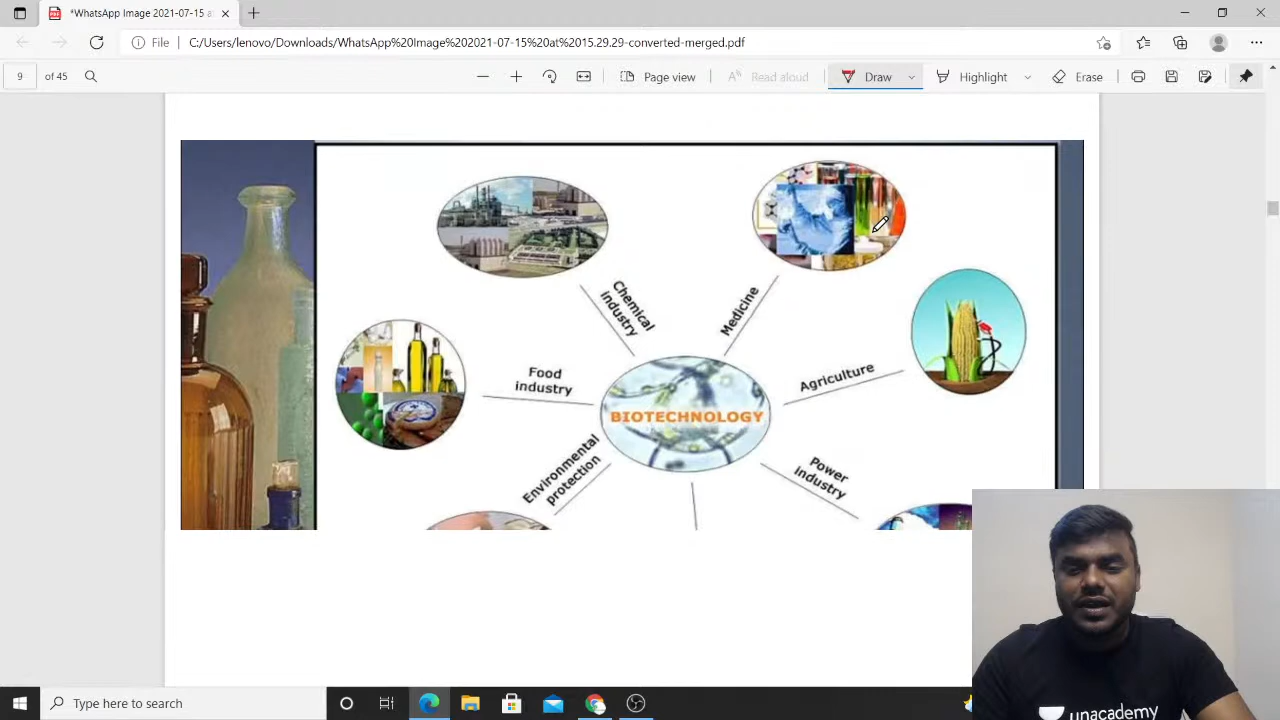 *WhatsApp Image 2021-07-15 a
File
C:/Users/lenovo/Downloads/WhatsApp%20Image%202021-07-15%20at%2015.29.29-converted-merged.pdf
9
of 45
Page view
Read aloud
Draw
Highlight
Erase
Chemical
industry
Medicine
Food
industry
Agriculture
BIOTECHNOLOGY
Environmental
protection
Power
industry
unacademy
Type here to search